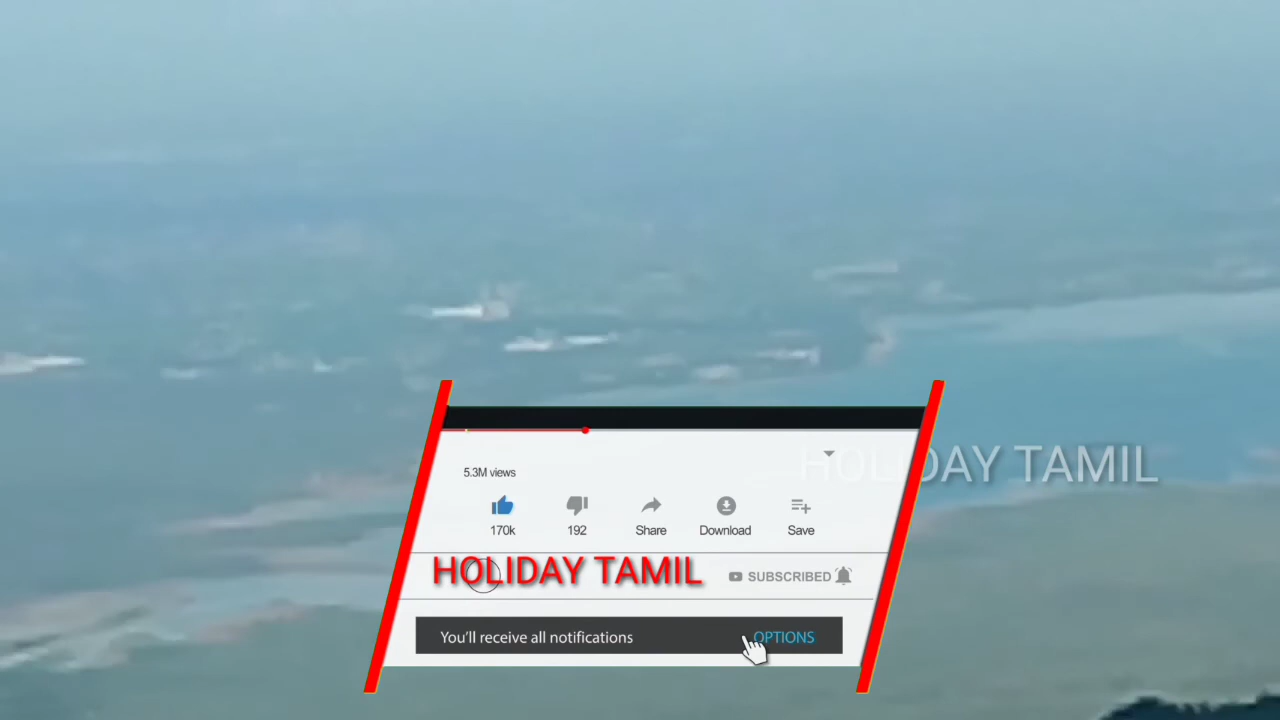 5.3M views
170k
192
Share
Download
Save
HOLIDAY TAMIL
HOLIDAY TAMIL
SUBSCRIBED
You'll receive all notifications
OPTIONS